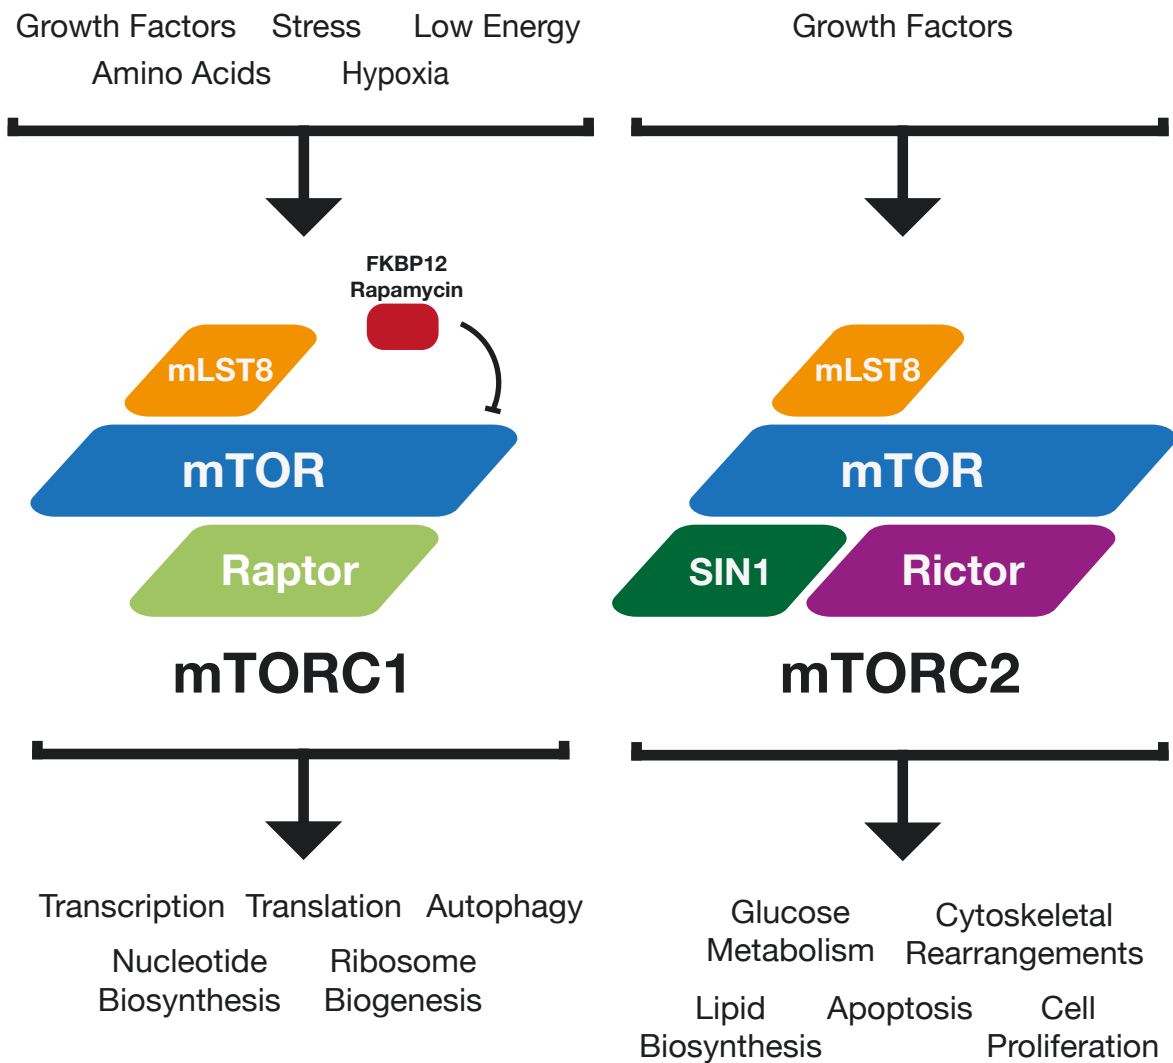 Growth Factors Stress Low Energy
Amino Acids Hypoxia
Growth Factors
FKBP12
Rapamycin
mLST8
mTOR
Raptor
mTORC1
mLST8
mTOR
SIN1 Rictor
mTORC2
Transcription Translation Autophagy
Nucleotide
Biosynthesis
Ribosome
Biogenesis
Glucose
Metabolism
Cytoskeletal
Rearrangements
Lipid
Biosynthesis
Apoptosis
Cell
Proliferation